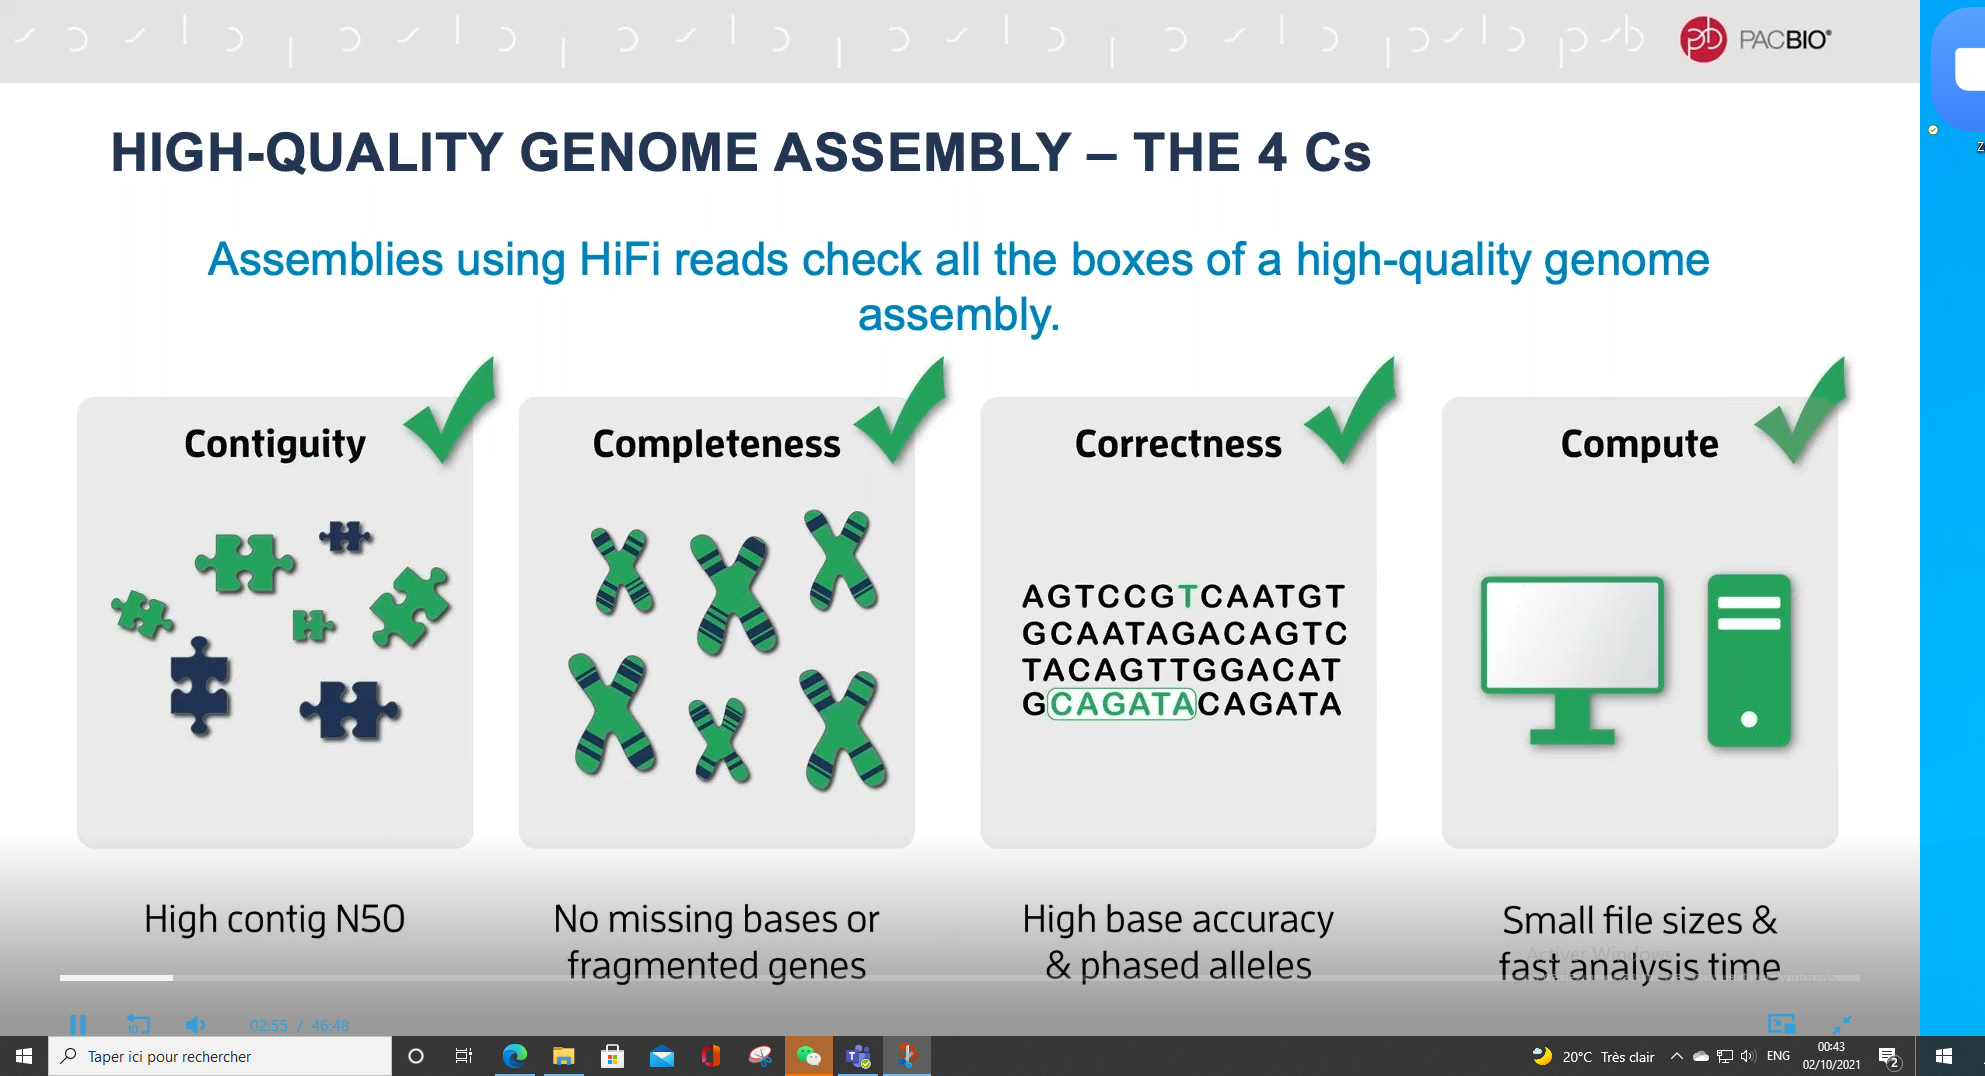 PACBIO®
HIGH-QUALITY GENOME ASSEMBLY – THE 4 Cs
Assemblies using HiFi reads check all the boxes of a high-quality genome
assembly.
Contiguity
Completeness
Correctness
Compute
AGTCCGTCAATGT
GCAATAGACAGTC
TACAGTTGGACAT
GCAGATACAGATA
High contig N50
No missing bases or
fragmented genes
High base accuracy
& phased alleles
Small file sizes &
fast analysis time
Activer Windows
02:55 / 46:48
Taper ici pour rechercher
20°C Très clair
ENG
00:43
02/10/2021
2